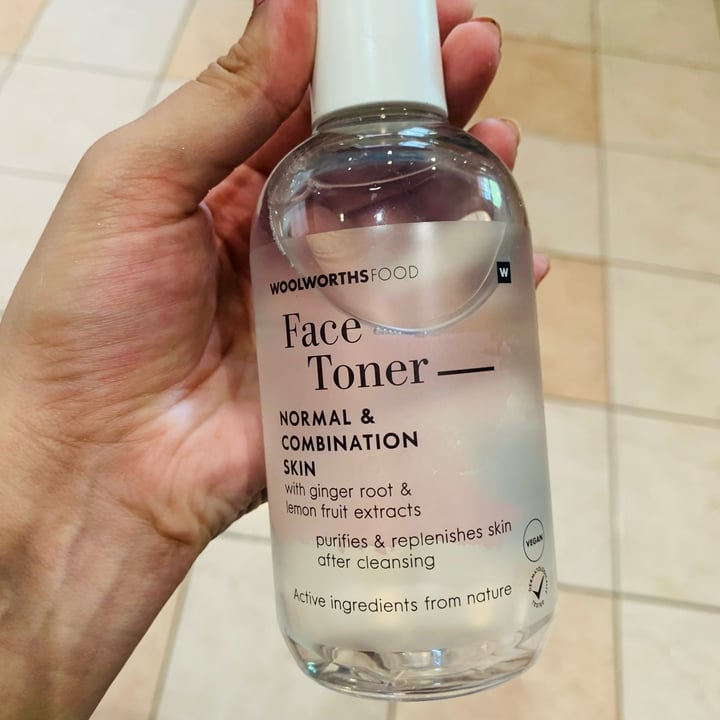 WOOLWORTHSFOOD
W
Face
Toner —
NORMAL &
COMBINATION
SKIN
with ginger root &
lemon fruit extracts
purifies & replenishes skin
after cleansing
VEGAN
Active ingredients from nature